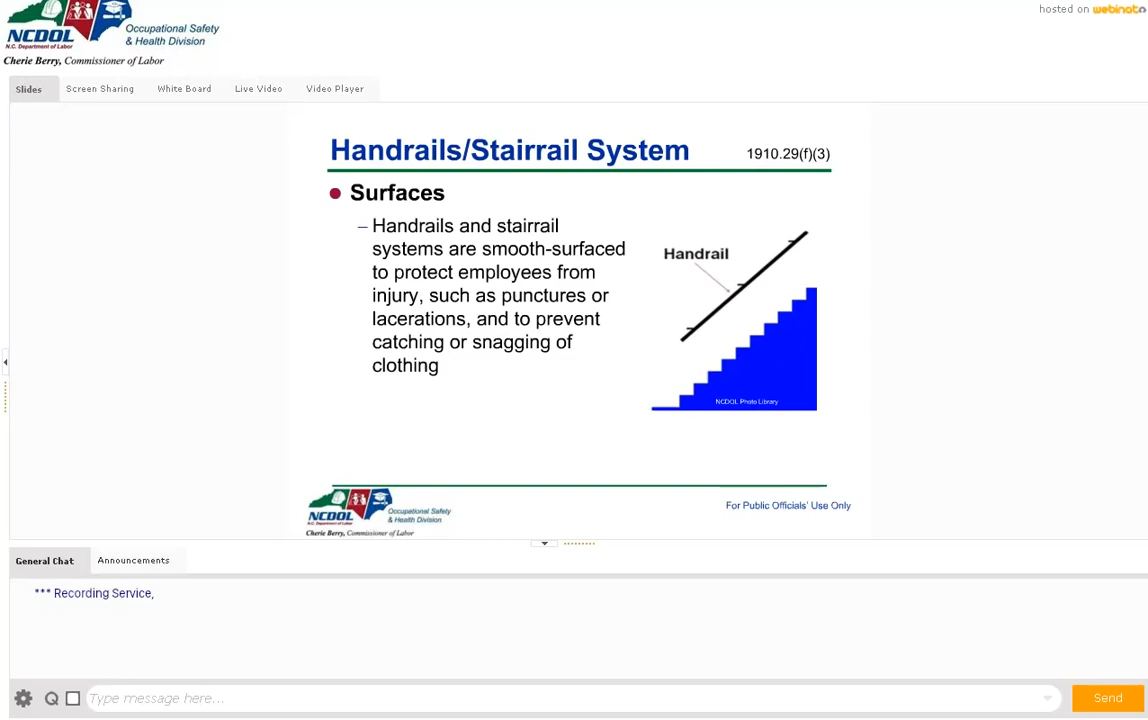 hosted on webinato
NCDOL
N.C. Department of Labor
Occupational Safety
& Health Division
Cherie Berry, Commissioner of Labor
Slides
Screen Sharing
White Board
Live Video
Video Player
Handrails/Stairrail System
1910.29(f)(3)
Surfaces
– Handrails and stairrail
systems are smooth-surfaced
to protect employees from
injury, such as punctures or
lacerations, and to prevent
catching or snagging of
clothing
Handrail
NCDOL Photo Library
NCDOL
N.C. Department of Labor
Occupational Safety
& Health Division
Cherie Berry, Commissioner of Labor
For Public Officials' Use Only
General Chat
Announcements
*** Recording Service,
Type message here...
Send